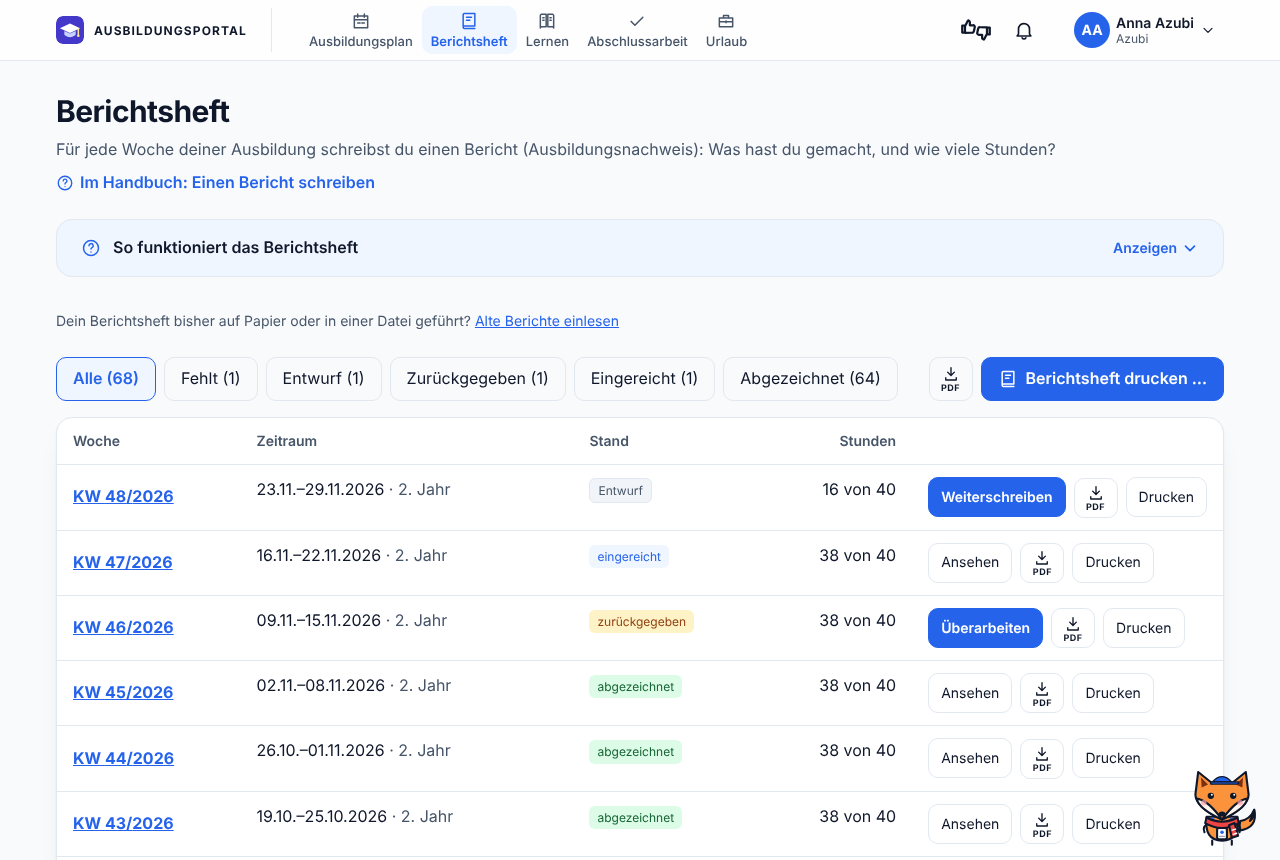 AUSBILDUNGSPORTAL
Ausbildungsplan
Berichtsheft
Lernen
Abschlussarbeit
Urlaub
AA
Anna Azubi
Azubi
Berichtsheft
Für jede Woche deiner Ausbildung schreibst du einen Bericht (Ausbildungsnachweis): Was hast du gemacht, und wie viele Stunden?
Im Handbuch: Einen Bericht schreiben
So funktioniert das Berichtsheft
Anzeigen
Dein Berichtsheft bisher auf Papier oder in einer Datei geführt? Alte Berichte einlesen
Alle (68)
Fehlt (1)
Entwurf (1)
Zurückgegeben (1)
Eingereicht (1)
Abgezeichnet (64)
PDF
Berichtsheft drucken ...
Woche Zeitraum Stand Stunden
KW 48/2026 23.11.–29.11.2026 · 2. Jahr Entwurf 16 von 40 Weiterschreiben PDF Drucken
KW 47/2026 16.11.–22.11.2026 · 2. Jahr eingereicht 38 von 40 Ansehen PDF Drucken
KW 46/2026 09.11.–15.11.2026 · 2. Jahr zurückgegeben 38 von 40 Überarbeiten PDF Drucken
KW 45/2026 02.11.–08.11.2026 · 2. Jahr abgezeichnet 38 von 40 Ansehen PDF Drucken
KW 44/2026 26.10.–01.11.2026 · 2. Jahr abgezeichnet 38 von 40 Ansehen PDF Drucken
KW 43/2026 19.10.–25.10.2026 · 2. Jahr abgezeichnet 38 von 40 Ansehen PDF Drucken